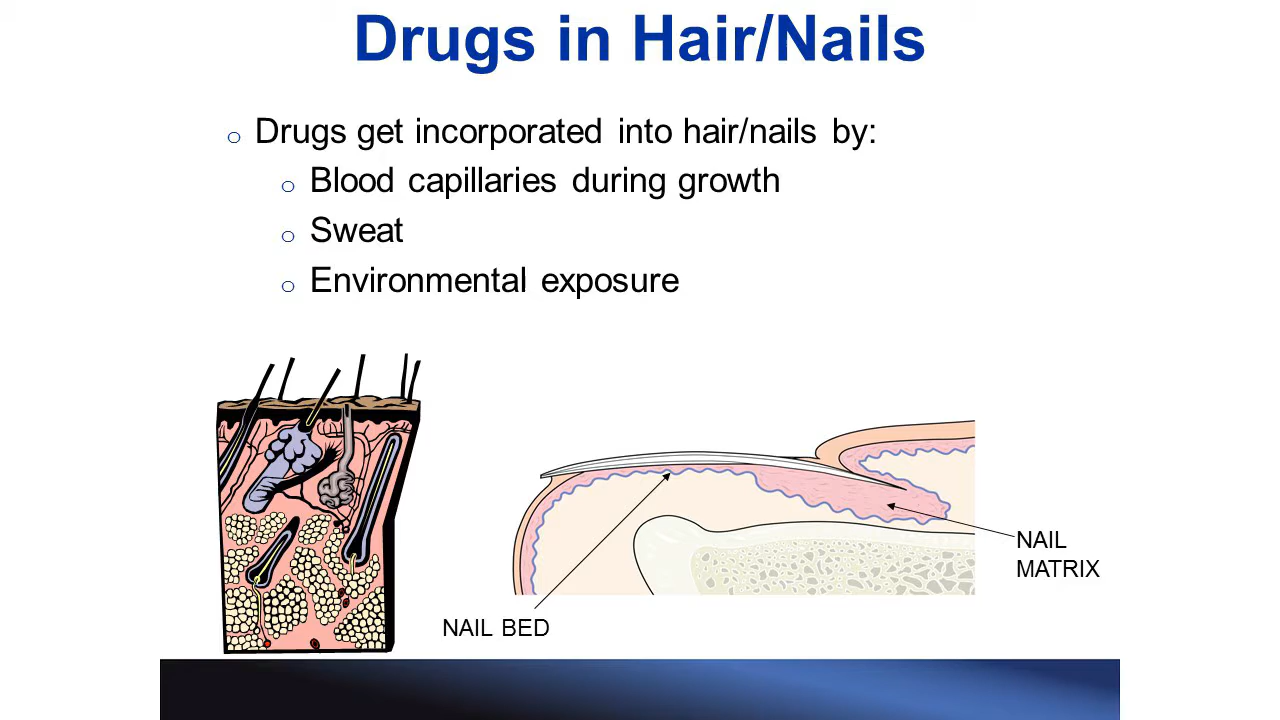 Drugs in Hair/Nails
o Drugs get incorporated into hair/nails by:
o Blood capillaries during growth
o Sweat
o Environmental exposure
NAIL
MATRIX
NAIL BED